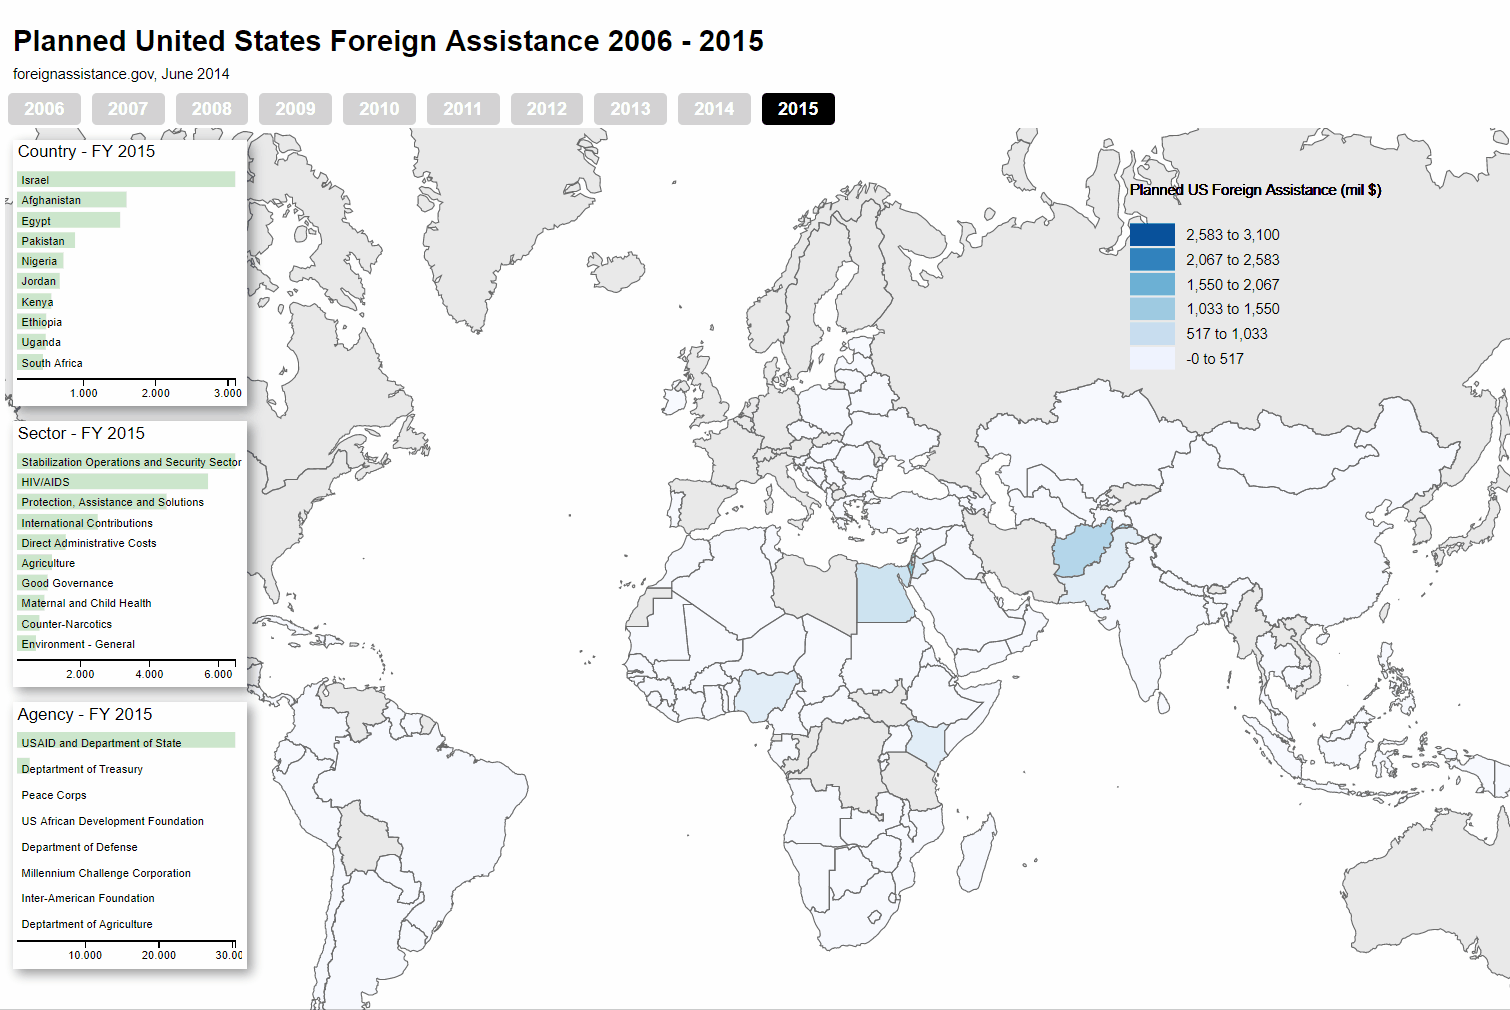 Planned United States Foreign Assistance 2006 - 2015
foreignassistance.gov, June 2014
2006 2007 2008 2009 2010 2011 2012 2013 2014 2015
Country - FY 2015
Israel
Afghanistan
Egypt
Pakistan
Nigeria
Jordan
Kenya
Ethiopia
Uganda
South Africa
1.000 2.000 3.000
Sector - FY 2015
Stabilization Operations and Security Sector
HIV/AIDS
Protection, Assistance and Solutions
International Contributions
Direct Administrative Costs
Agriculture
Good Governance
Maternal and Child Health
Counter-Narcotics
Environment - General
2.000 4.000 6.000
Agency - FY 2015
USAID and Department of State
Department of Treasury
Peace Corps
US African Development Foundation
Department of Defense
Millennium Challenge Corporation
Inter-American Foundation
Deptartment of Agriculture
10.000 20.000 30.00
Planned US Foreign Assistance (mil $)
2,583 to 3,100
2,067 to 2,583
1,550 to 2,067
1,033 to 1,550
517 to 1,033
-0 to 517